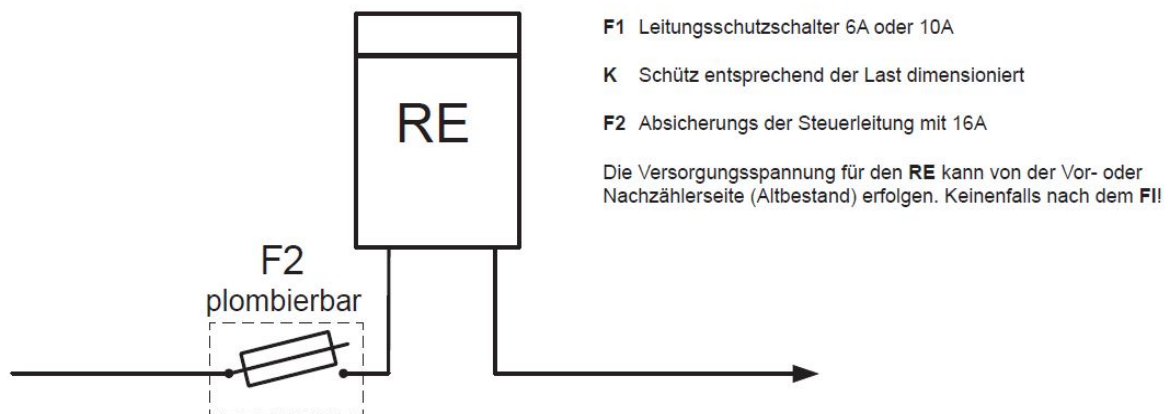 F1 Leitungsschutzschalter 6A oder 10A
K Schütz entsprechend der Last dimensioniert
F2 Absicherungs der Steuerleitung mit 16A
Die Versorgungsspannung für den RE kann von der Vor- oder
Nachzählerseite (Altbestand) erfolgen. Keinenfalls nach dem FI!
RE
F2
plombierbar